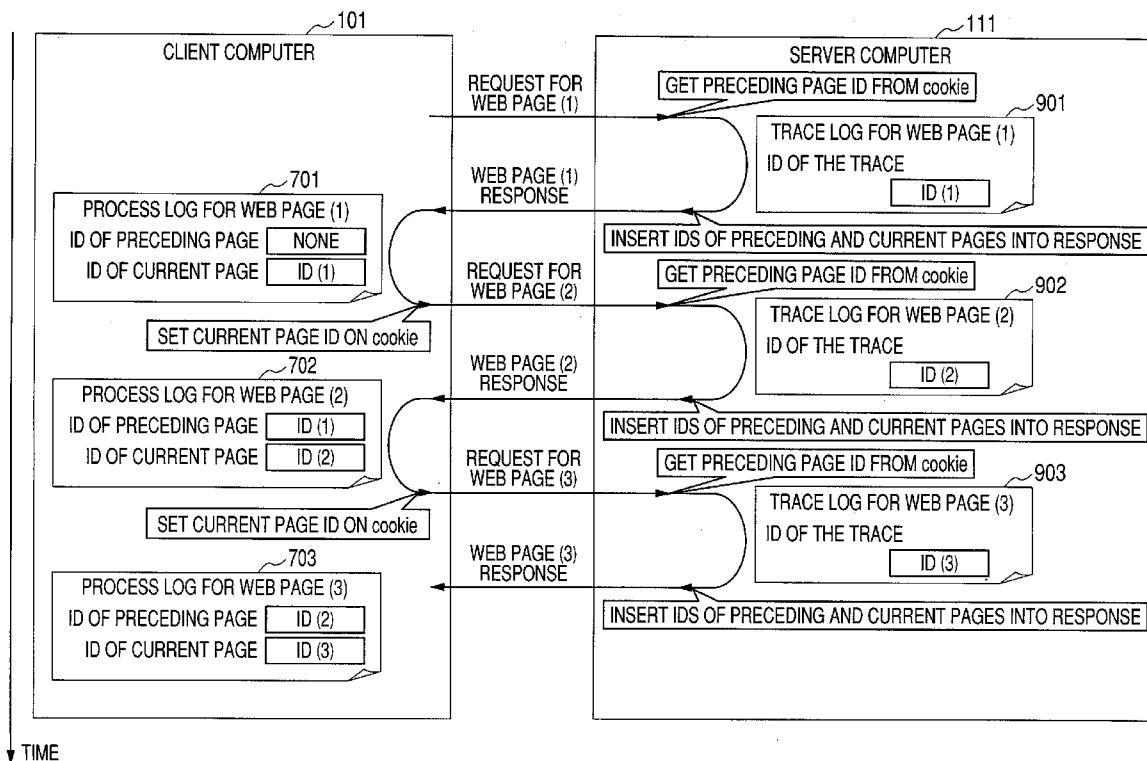 101
111
CLIENT COMPUTER
SERVER COMPUTER
REQUEST FOR
WEB PAGE (1)
GET PRECEDING PAGE ID FROM cookie
901
TRACE LOG FOR WEB PAGE (1)
ID OF THE TRACE
ID (1)
WEB PAGE (1)
RESPONSE
701
PROCESS LOG FOR WEB PAGE (1)
ID OF PRECEDING PAGE NONE
ID OF CURRENT PAGE ID (1)
INSERT IDS OF PRECEDING AND CURRENT PAGES INTO RESPONSE
REQUEST FOR
WEB PAGE (2)
GET PRECEDING PAGE ID FROM cookie
902
TRACE LOG FOR WEB PAGE (2)
ID OF THE TRACE
ID (2)
SET CURRENT PAGE ID ON cookie
WEB PAGE (2)
RESPONSE
702
PROCESS LOG FOR WEB PAGE (2)
ID OF PRECEDING PAGE ID (1)
ID OF CURRENT PAGE ID (2)
INSERT IDS OF PRECEDING AND CURRENT PAGES INTO RESPONSE
REQUEST FOR
WEB PAGE (3)
GET PRECEDING PAGE ID FROM cookie
903
TRACE LOG FOR WEB PAGE (3)
ID OF THE TRACE
ID (3)
SET CURRENT PAGE ID ON cookie
WEB PAGE (3)
RESPONSE
703
PROCESS LOG FOR WEB PAGE (3)
ID OF PRECEDING PAGE ID (2)
ID OF CURRENT PAGE ID (3)
INSERT IDS OF PRECEDING AND CURRENT PAGES INTO RESPONSE
TIME